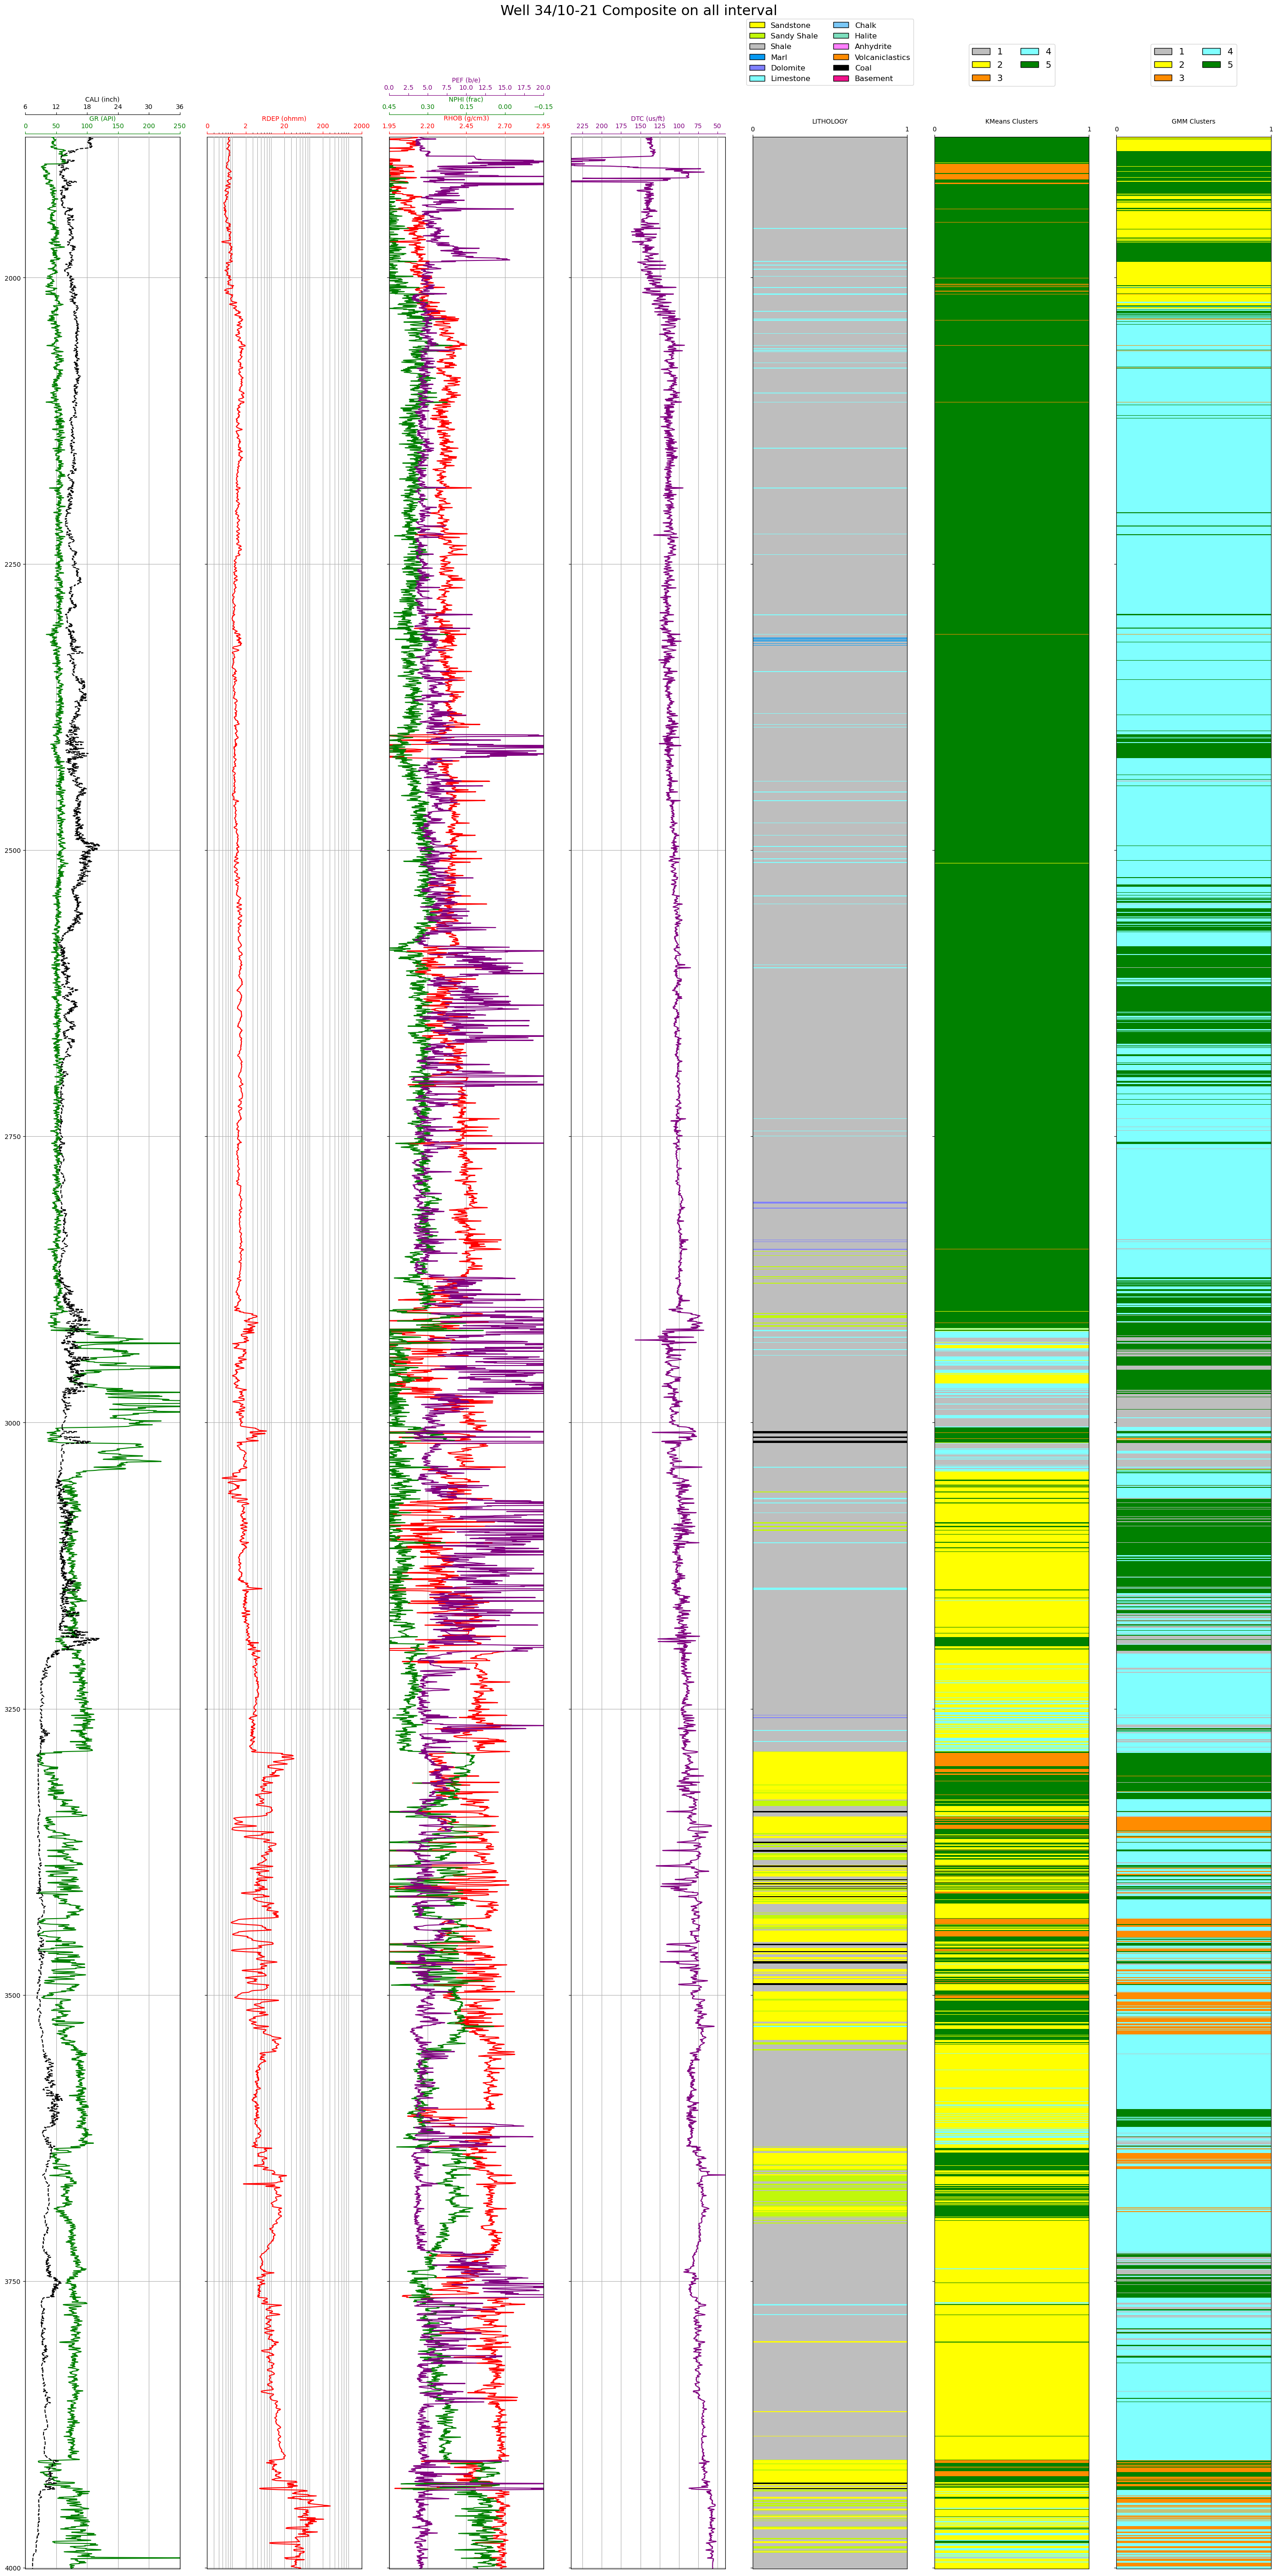 Well 34/10-21 Composite on all interval
Sandstone Chalk
Sandy Shale Halite
Shale Anhydrite
Marl Volcaniclastics
Dolomite Coal
Limestone Basement
1 4
2 5
3
1 4
2 5
3
PEF (b/e)
0.0 2.5 5.0 7.5 10.0 12.5 15.0 17.5 20.0
CALI (inch)
6 12 18 24 30 36
NPHI (frac)
0.45 0.30 0.15 0.00 −0.15
GR (API)
0 50 100 150 200 250
RDEP (ohmm)
0 2 20 200 2000
RHOB (g/cm3)
1.95 2.20 2.45 2.70 2.95
DTC (us/ft)
225 200 175 150 125 100 75 50
LITHOLOGY
0 1
KMeans Clusters
0 1
GMM Clusters
0 1
2000
2250
2500
2750
3000
3250
3500
3750
4000